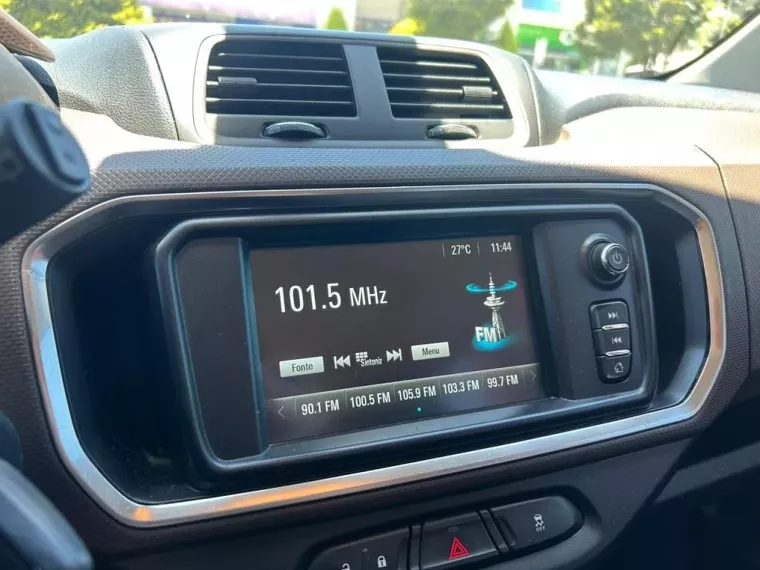 27°C 11:44
101.5 MHz
FM
Fonte Sintoniz Menu
90.1 FM 100.5 FM 105.9 FM 103.3 FM 99.7 FM
OFF